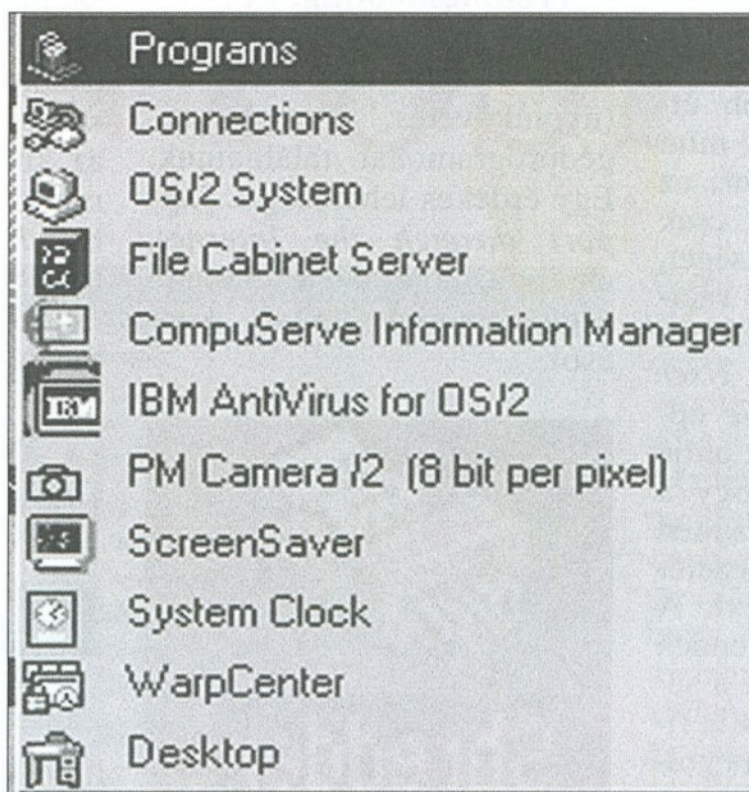 Programs
Connections
OS/2 System
File Cabinet Server
CompuServe Information Manager
IBM AntiVirus for OS/2
PM Camera /2 (8 bit per pixel)
ScreenSaver
System Clock
WarpCenter
Desktop